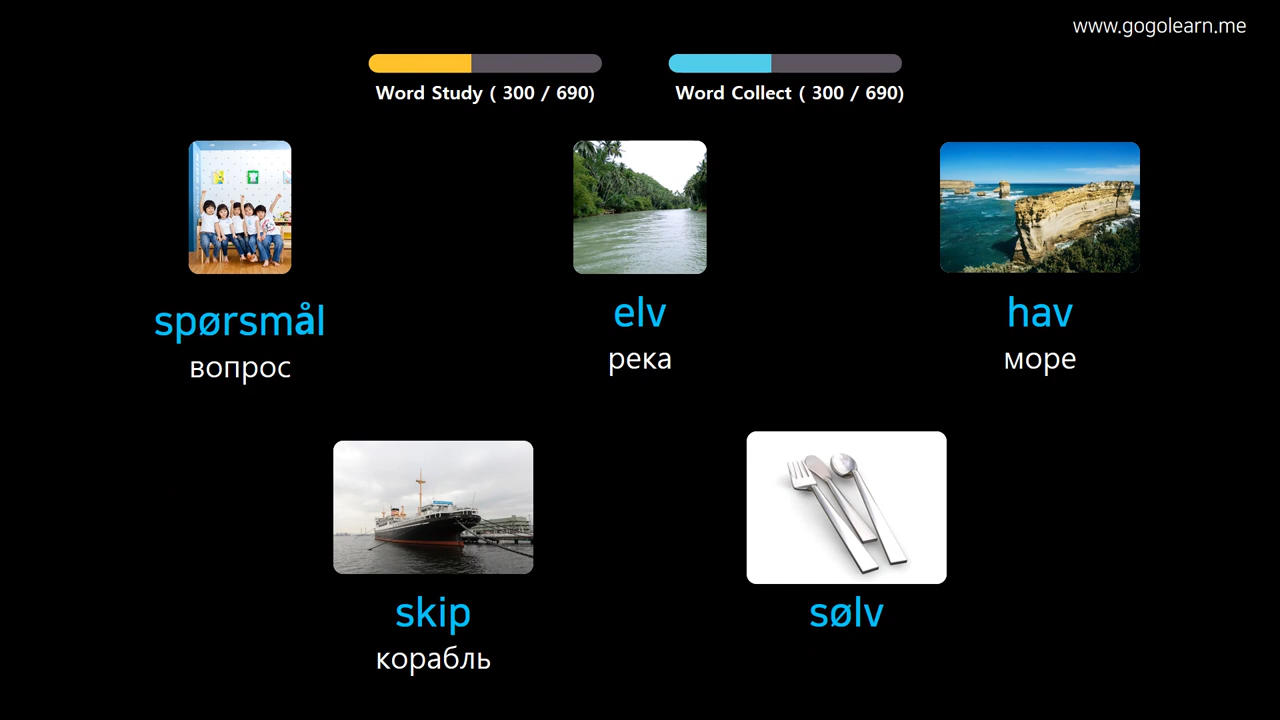 www.gogolearn.me
Word Study ( 300 / 690)
Word Collect ( 300 / 690)
spørsmål
вопрос
elv
река
hav
море
skip
корабль
sølv